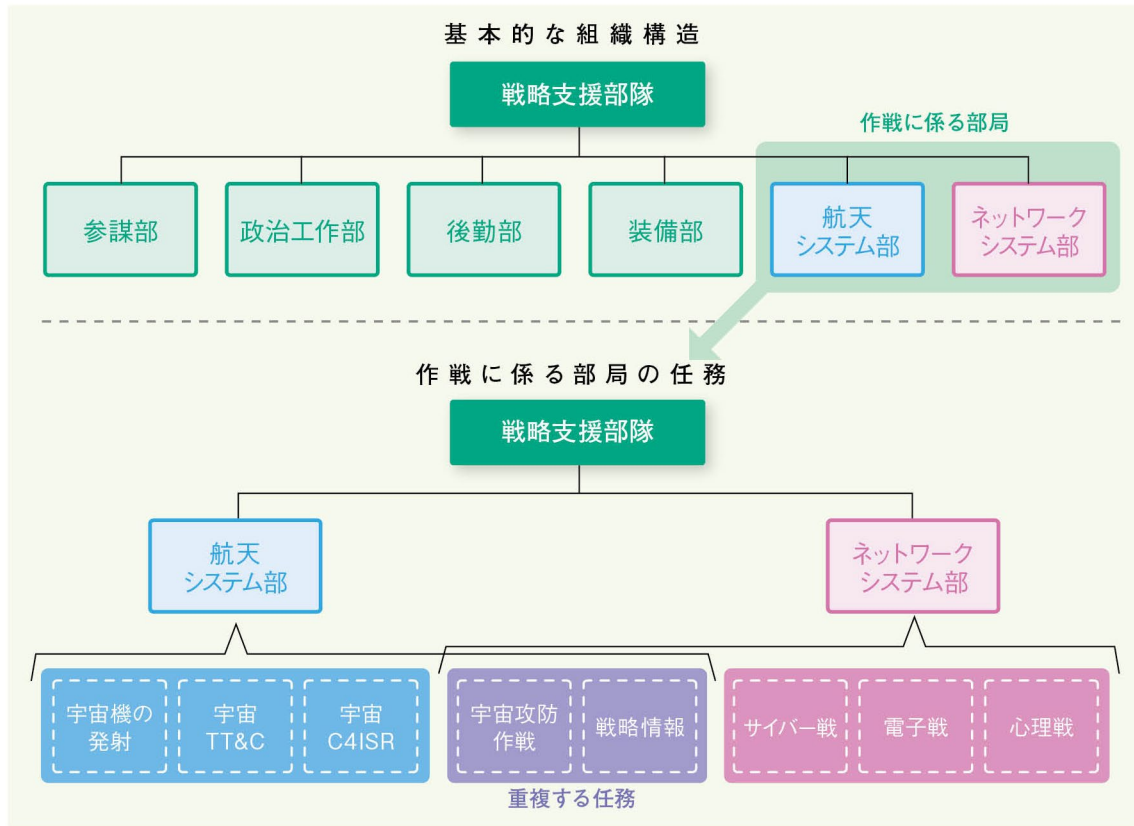 基本的な組織構造
戦略支援部隊
作戦に係る部局
参謀部
政治工作部
後勤部
装備部
航天
システム部
ネットワーク
システム部
作戦に係る部局の任務
戦略支援部隊
航天
システム部
ネットワーク
システム部
宇宙機の
発射
宇宙
TT&C
宇宙
C4ISR
宇宙攻防
作戦
戦略情報
サイバー戦
電子戦
心理戦
重複する任務